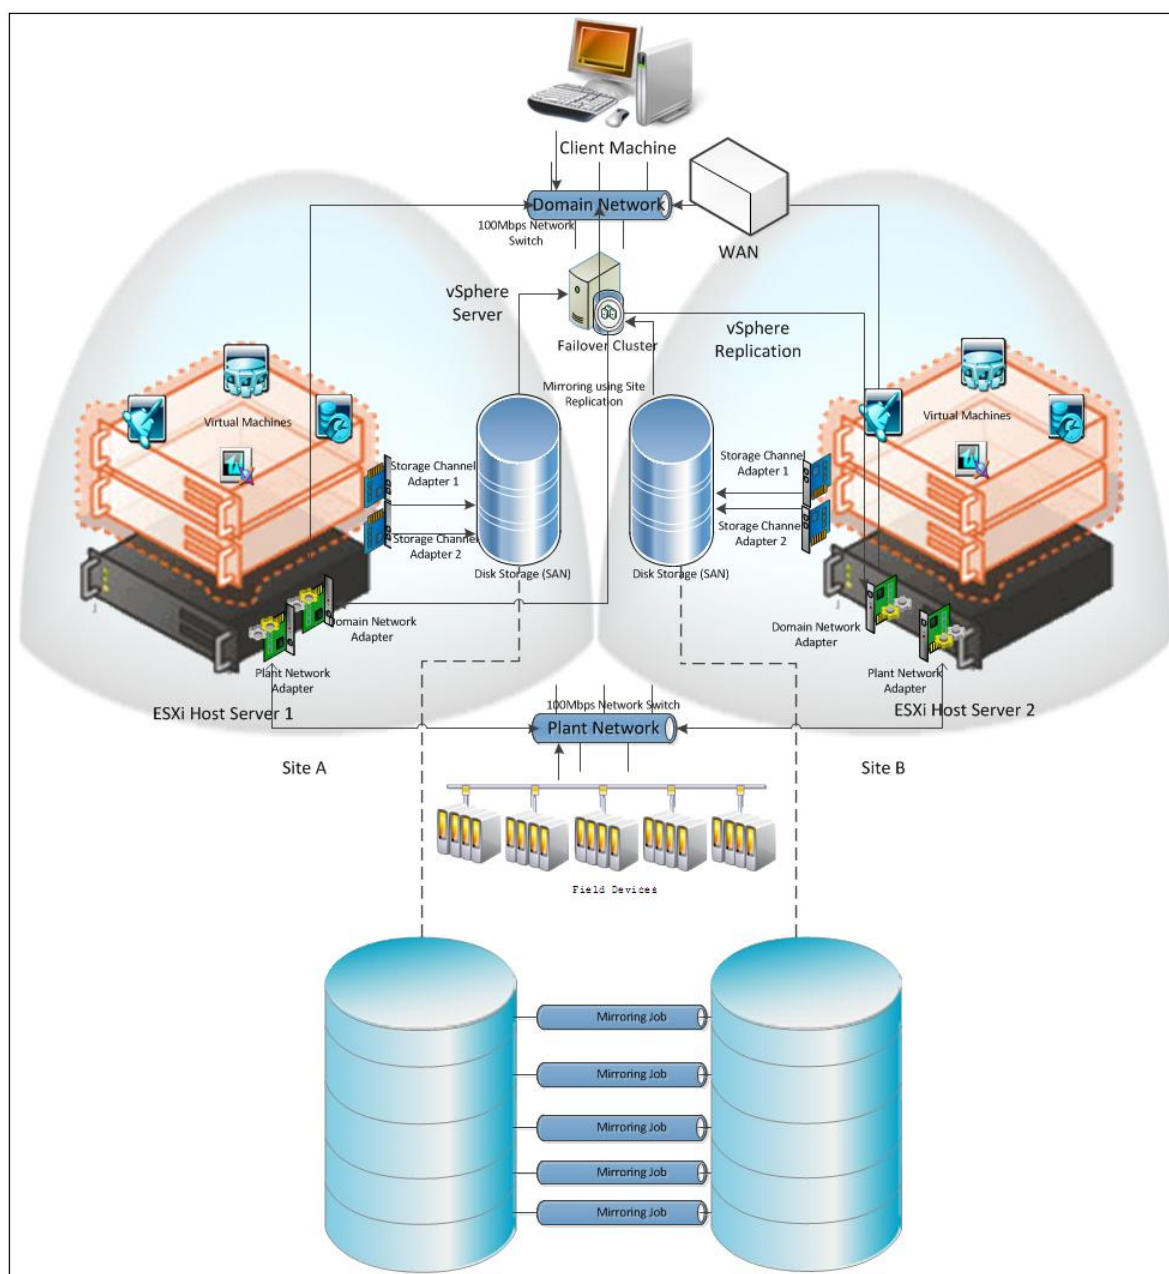 Client Machine
Domain Network
100Mbps Network
Switch
WAN
vSphere
Server
Failover Cluster
vSphere
Replication
Mirroring using Site
Replication
Virtual Machines
Virtual Machines
Storage Channel
Adapter 1
Storage Channel
Adapter 1
Storage Channel
Adapter 2
Storage Channel
Adapter 2
Disk Storage (SAN)
Disk Storage (SAN)
Domain Network
Adapter
Domain Network
Adapter
Plant Network
Adapter
Plant Network
Adapter
ESXi Host Server 1
ESXi Host Server 2
100Mbps Network Switch
Plant Network
Site A
Site B
Field Devices
Mirroring Job
Mirroring Job
Mirroring Job
Mirroring Job
Mirroring Job